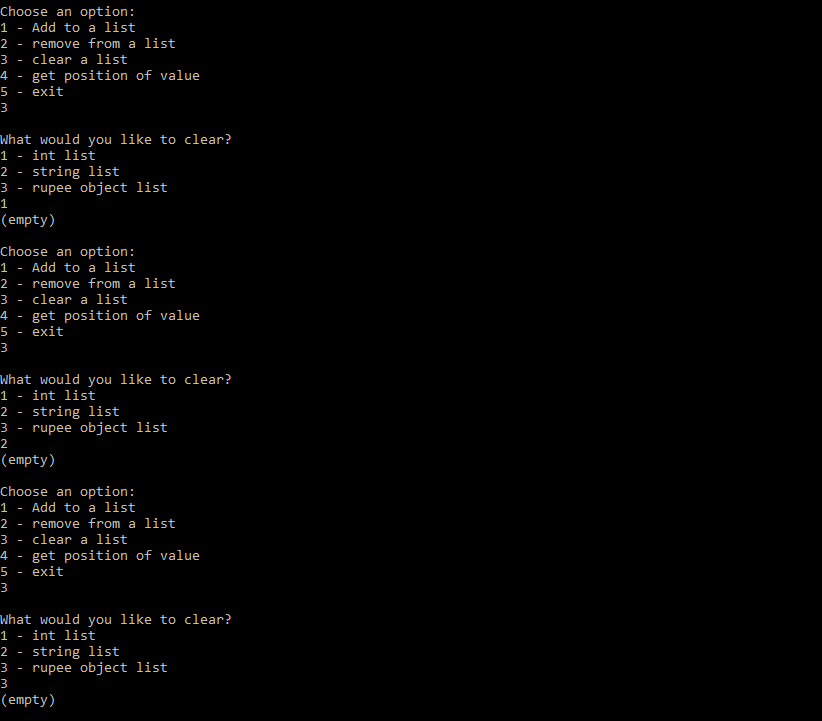 Choose an option:
1 - Add to a list
2 - remove from a list
3 - clear a list
4 - get position of value
5 - exit
3
What would you like to clear?
1 - int list
2 - string list
3 - rupee object list
1
(empty)
Choose an option:
1 - Add to a list
2 - remove from a list
3 - clear a list
4 - get position of value
5 - exit
3
What would you like to clear?
1 - int list
2 - string list
3 - rupee object list
2
(empty)
Choose an option:
1 - Add to a list
2 - remove from a list
3 - clear a list
4 - get position of value
5 - exit
3
What would you like to clear?
1 - int list
2 - string list
3 - rupee object list
3
(empty)